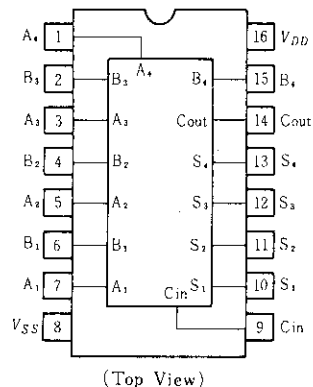 A₄ 1 16 V_DD
A₄
B₃ 2 B₃ B₄ 15 B₄
A₃ 3 A₃ Cout 14 Cout
B₂ 4 B₂ S₄ 13 S₄
A₂ 5 A₂ S₃ 12 S₃
B₁ 6 B₁ S₂ 11 S₂
A₁ 7 A₁ S₁ 10 S₁
Cin
V_SS 8 9 Cin
(Top View)